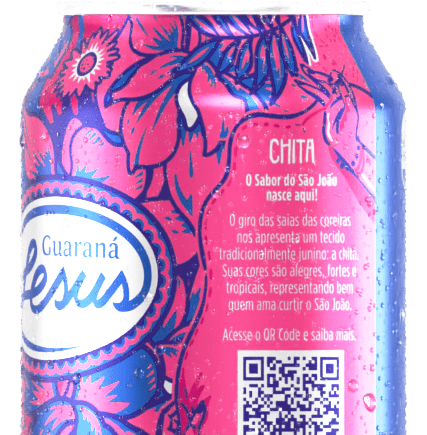 Guaraná
Jesus
CHITA
O Sabor do São João
nasce aqui!
O giro das saias das coreiras
nos apresenta um tecido
tradicionalmente junino: a chita.
Suas cores são alegres, fortes e
tropicais, representando bem
quem ama curtir o São João.
Acesse o QR Code e saiba mais.